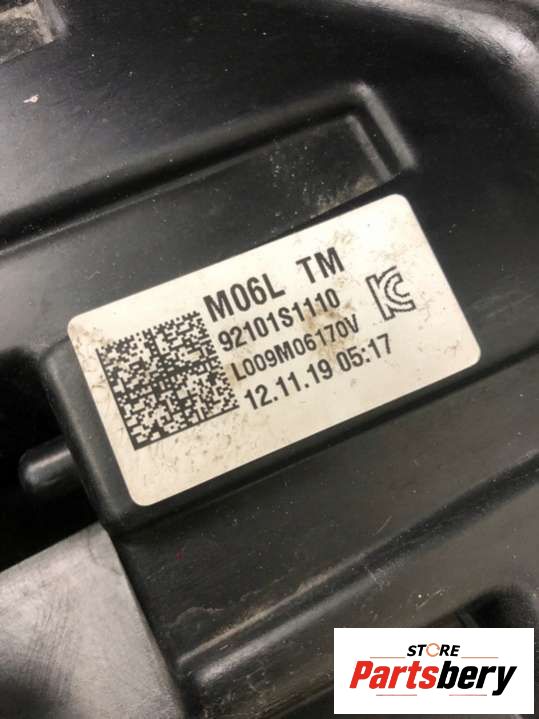 M06L TM
92101S1110
L009M06170V
12.11.19 05:17
STORE
Partsbery